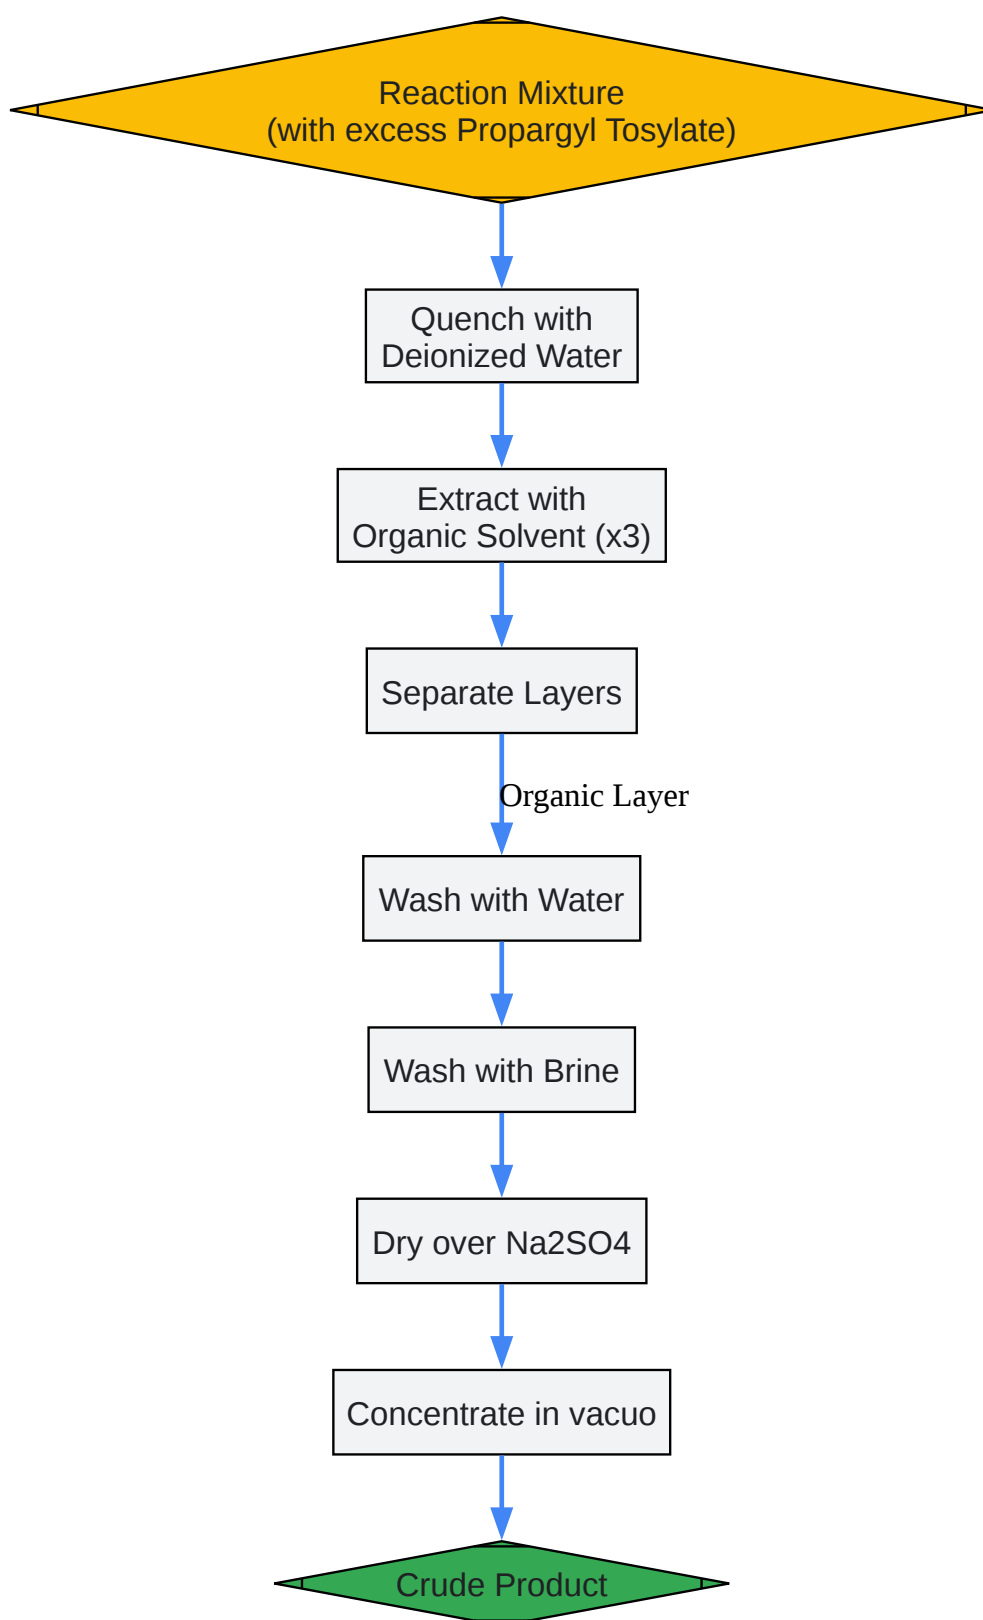 Reaction Mixture
(with excess Propargyl Tosylate)
Quench with
Deionized Water
Extract with
Organic Solvent (x3)
Separate Layers
Organic Layer
Wash with Water
Wash with Brine
Dry over Na2SO4
Concentrate in vacuo
Crude Product